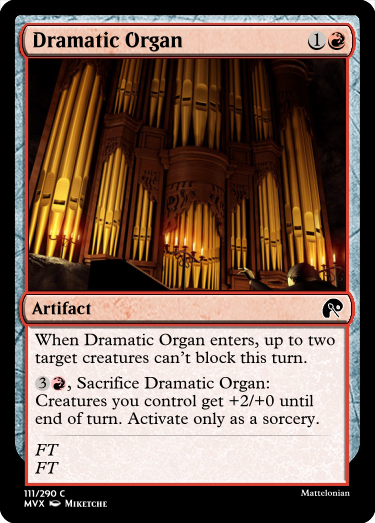 Dramatic Organ 1
Artifact
When Dramatic Organ enters, up to two
target creatures can't block this turn.
3, Sacrifice Dramatic Organ:
Creatures you control get +2/+0 until
end of turn. Activate only as a sorcery.
FT
FT
111/290 C
Mattelonian
MVX Miketche